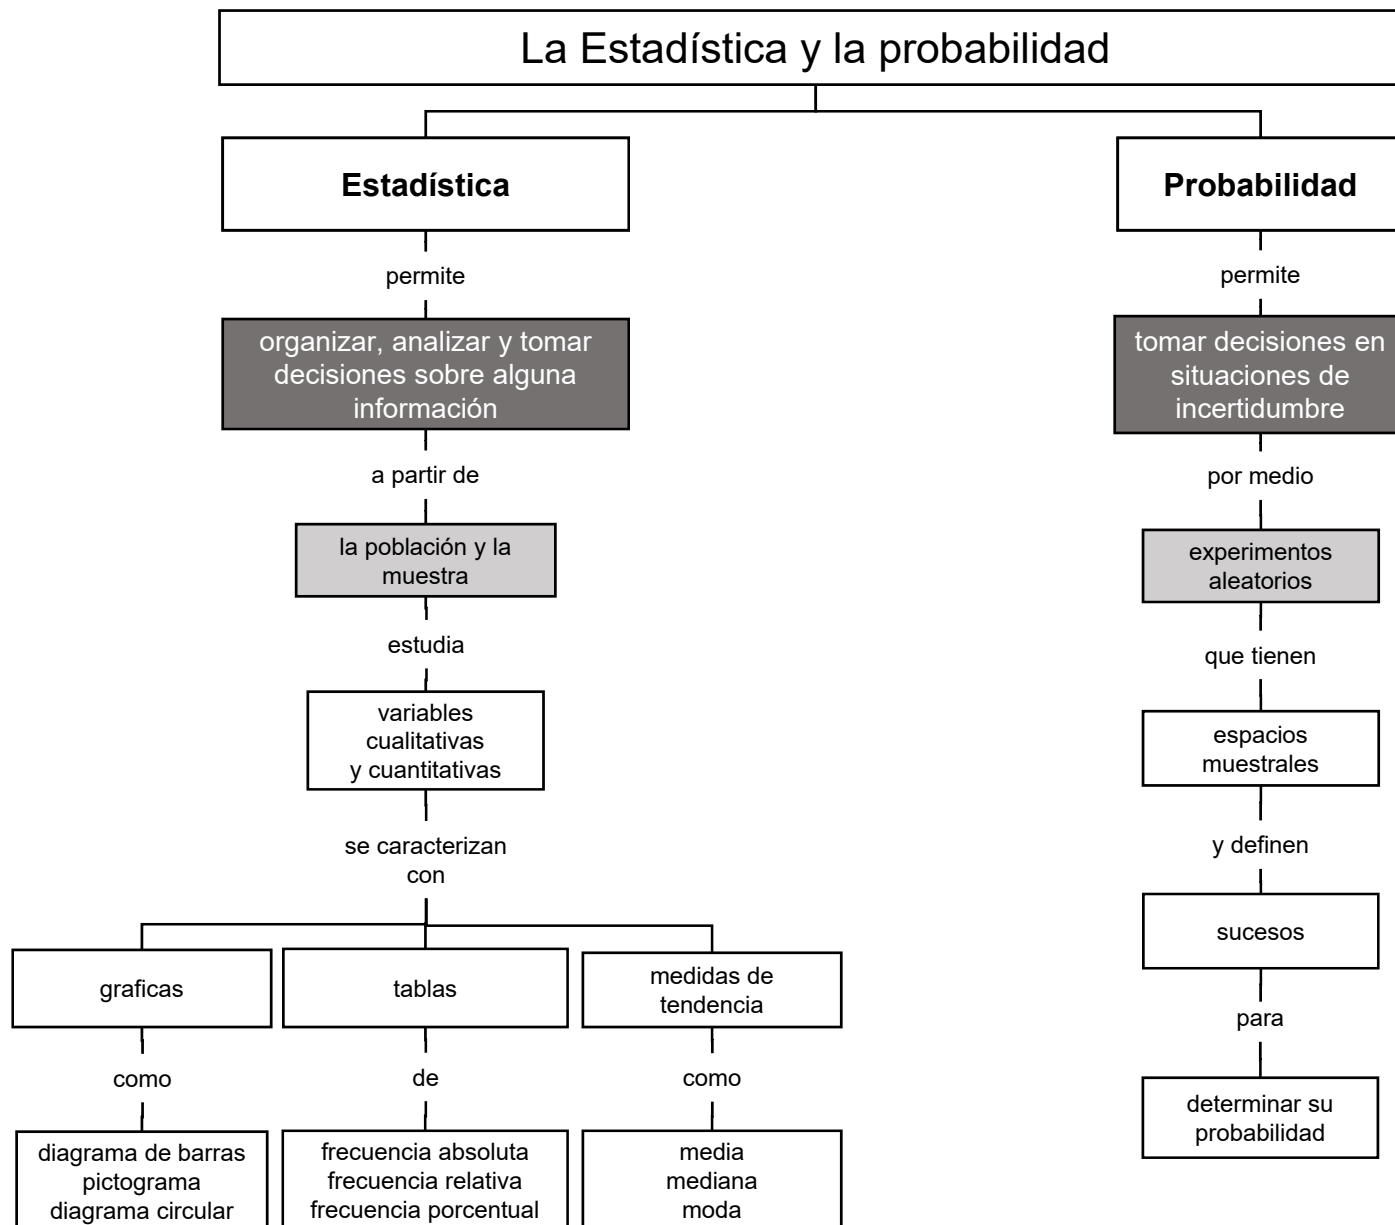 La Estadística y la probabilidad
Estadística
permite
organizar, analizar y tomar
decisiones sobre alguna
información
a partir de
la población y la
muestra
estudia
variables
cualitativas
y cuantitativas
se caracterizan
con
graficas
como
diagrama de barras
pictograma
diagrama circular
tablas
de
frecuencia absoluta
frecuencia relativa
frecuencia porcentual
medidas de
tendencia
como
media
mediana
moda
Probabilidad
permite
tomar decisiones en
situaciones de
incertidumbre
por medio
experimentos
aleatorios
que tienen
espacios
muestrales
y definen
sucesos
para
determinar su
probabilidad